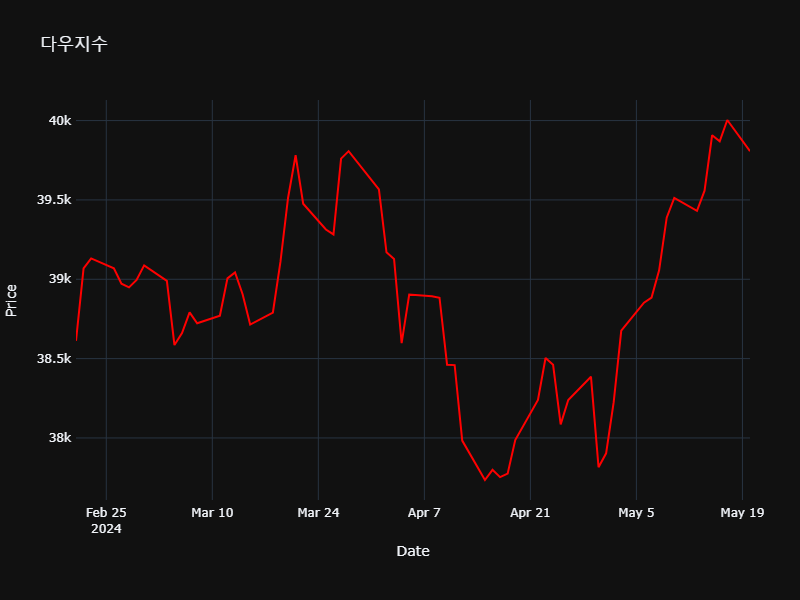 다우지수
40k
39.5k
39k
38.5k
38k
Price
Feb 25
2024
Mar 10
Mar 24
Apr 7
Apr 21
May 5
May 19
Date